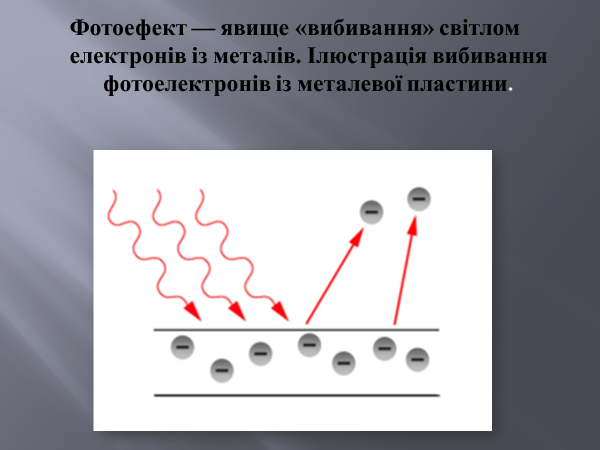 Фотоефект — явище «вибивання» світлом
електронів із металів. Ілюстрація вибивання
фотоелектронів із металевої пластини.